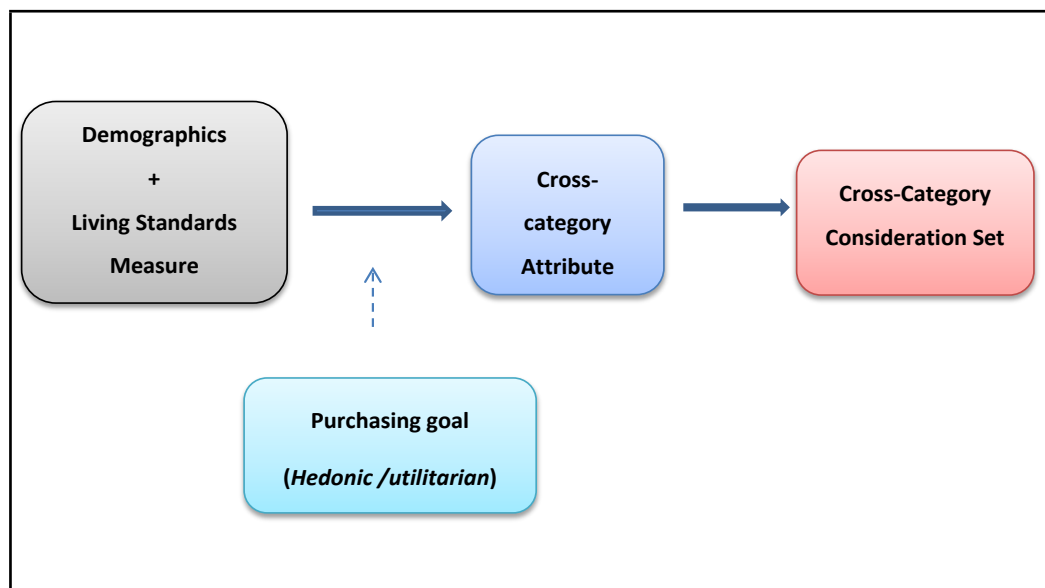 Demographics
+
Living Standards
Measure
Cross-
category
Attribute
Cross-Category
Consideration Set
Purchasing goal
(Hedonic /utilitarian)